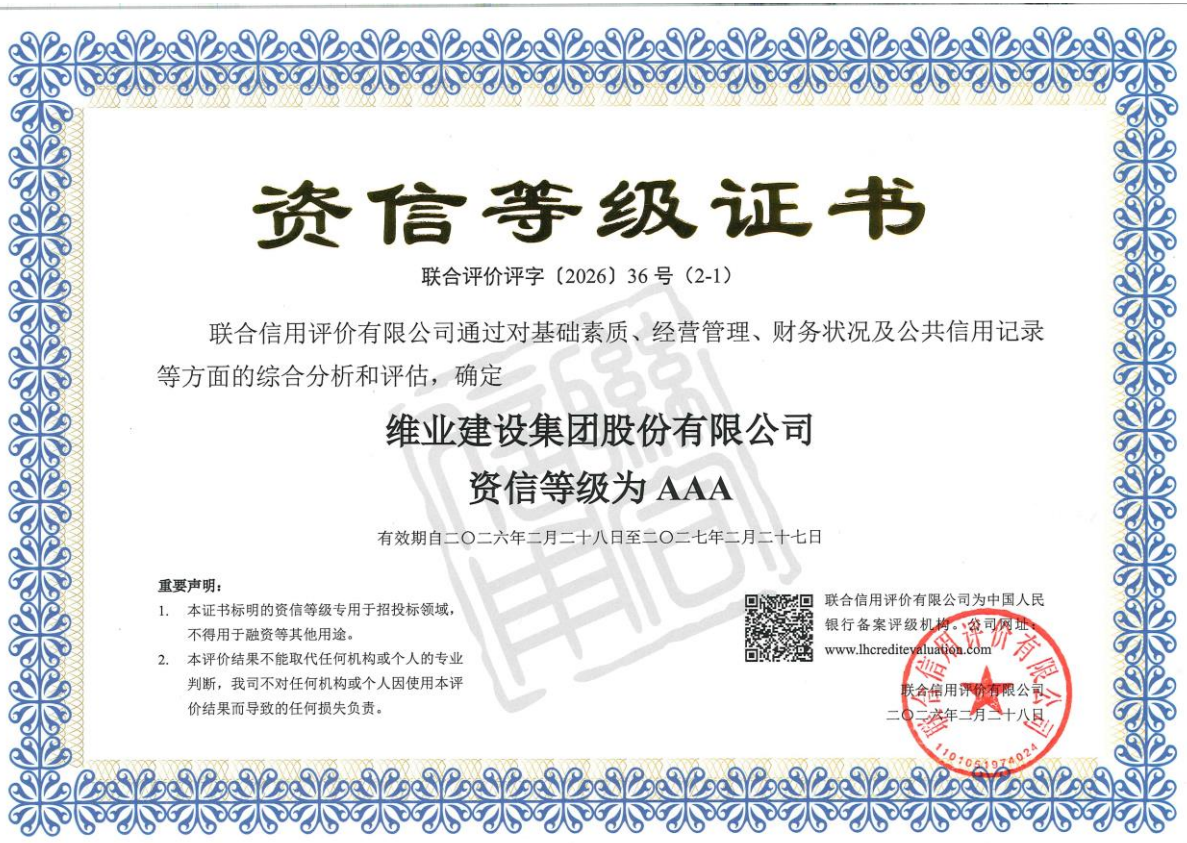 资信等级证书
联合评价评字〔2026〕36号（2-1）
联合信用评价有限公司通过对基础素质、经营管理、财务状况及公共信用记录
等方面的综合分析和评估，确定
维业建设集团股份有限公司
资信等级为 AAA
有效期自二〇二六年二月二十八日至二〇二七年二月二十七日
重要声明：
1. 本证书标明的资信等级专用于招投标领域，
不得用于融资等其他用途。
2. 本评价结果不能取代任何机构或个人的专业
判断，我司不对任何机构或个人因使用本评
价结果而导致的任何损失负责。
联合信用评价有限公司为中国人民
银行备案评级机构。公司网址：
www.lhcreditevaluation.com
联合信用评价有限公司
二〇二六年二月二十八日
联合信用评价有限公司
1101051974024